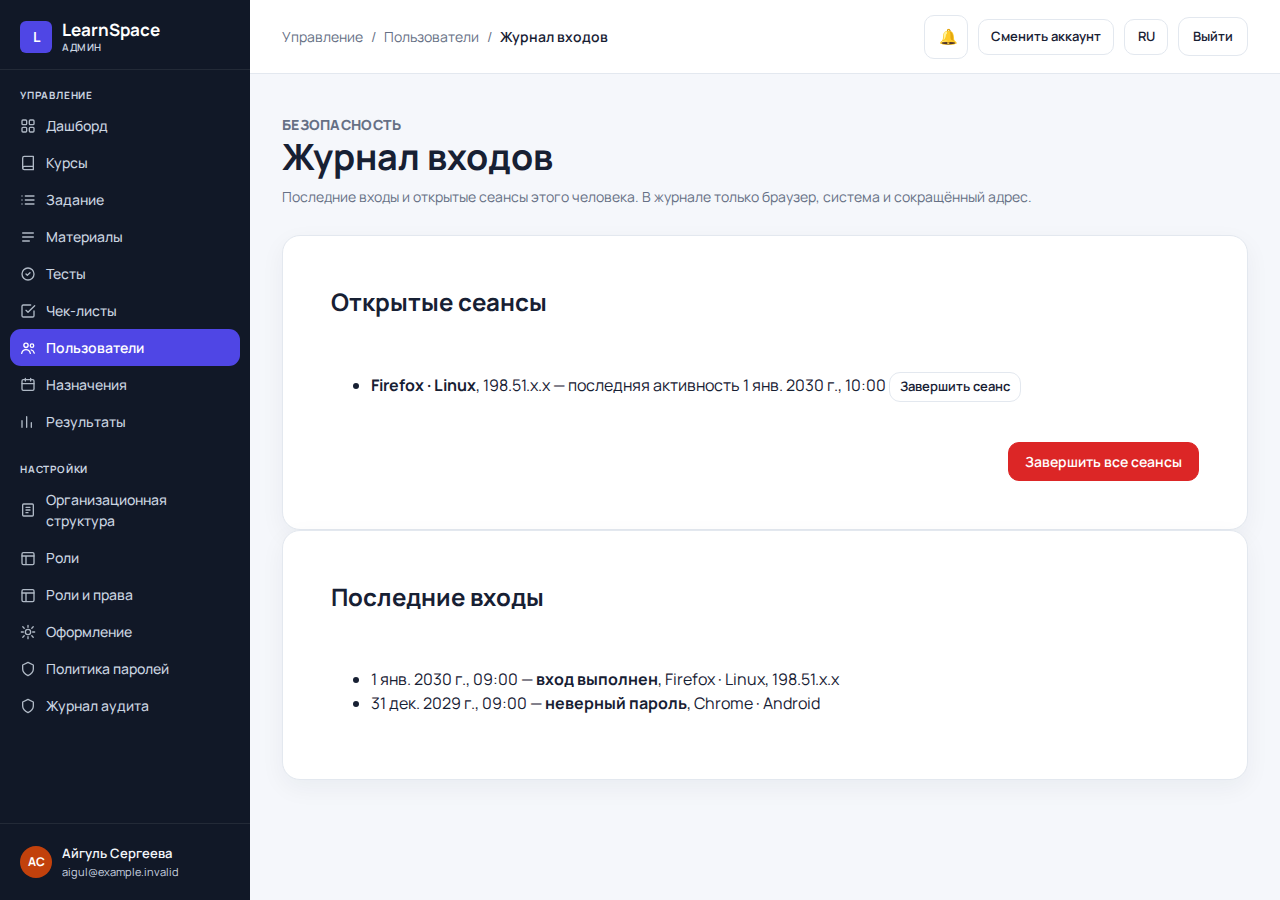 L
LearnSpace
АДМИН
УПРАВЛЕНИЕ
Дашборд
Курсы
Задание
Материалы
Тесты
Чек-листы
Пользователи
Назначения
Результаты
НАСТРОЙКИ
Организационная
структура
Роли
Роли и права
Оформление
Политика паролей
Журнал аудита
АС
Айгуль Сергеева
aigul@example.invalid
Управление / Пользователи / Журнал входов
Сменить аккаунт
RU
Выйти
БЕЗОПАСНОСТЬ
Журнал входов
Последние входы и открытые сеансы этого человека. В журнале только браузер, система и сокращённый адрес.
Открытые сеансы
Firefox · Linux, 198.51.x.x — последняя активность 1 янв. 2030 г., 10:00 Завершить сеанс
Завершить все сеансы
Последние входы
1 янв. 2030 г., 09:00 — вход выполнен, Firefox · Linux, 198.51.x.x
31 дек. 2029 г., 09:00 — неверный пароль, Chrome · Android